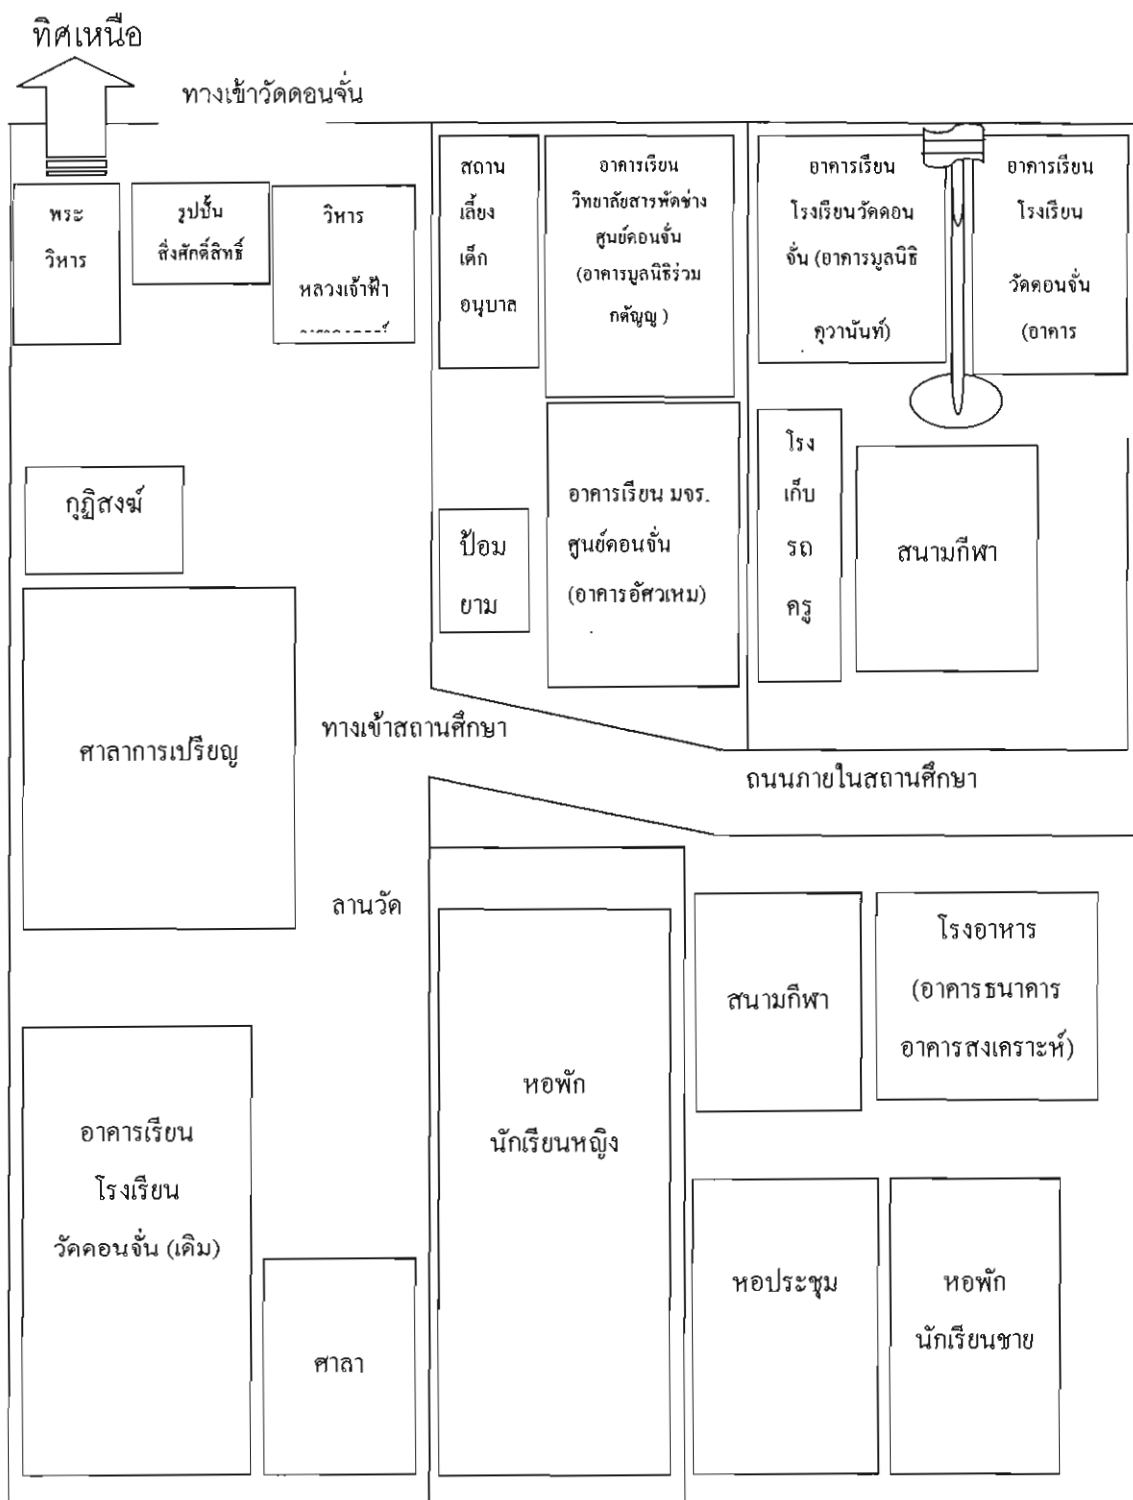 ทิศเหนือ
ทางเข้าวัดดอนจั่น
พระ
วิหาร
รูปปั้น
สิ่งศักดิ์สิทธิ์
วิหาร
หลวงเจ้าฟ้า
สถาน
เลี้ยง
เด็ก
อนุบาล
อาคารเรียน
วิทยาลัยสารพัดช่าง
ศูนย์ดอนจั่น
(อาคารมูลนิธิร่วม
กตัญญู )
อาคารเรียน
โรงเรียนวัดดอน
จั่น (อาคารมูลนิธิ
กุวานันท์)
อาคารเรียน
โรงเรียน
วัดดอนจั่น
(อาคาร
กุฏิสงฆ์
ป้อม
ยาม
อาคารเรียน มจร.
ศูนย์ดอนจั่น
(อาคารอัศวเหม)
โรง
เก็บ
รถ
ครู
สนามกีฬา
ศาลาการเปรียญ
ทางเข้าสถานศึกษา
ถนนภายในสถานศึกษา
ลานวัด
หอพัก
นักเรียนหญิง
สนามกีฬา
โรงอาหาร
(อาคารธนาคาร
อาคารสงเคราะห์)
อาคารเรียน
โรงเรียน
วัดดอนจั่น (เดิม)
ศาลา
หอประชุม
หอพัก
นักเรียนชาย